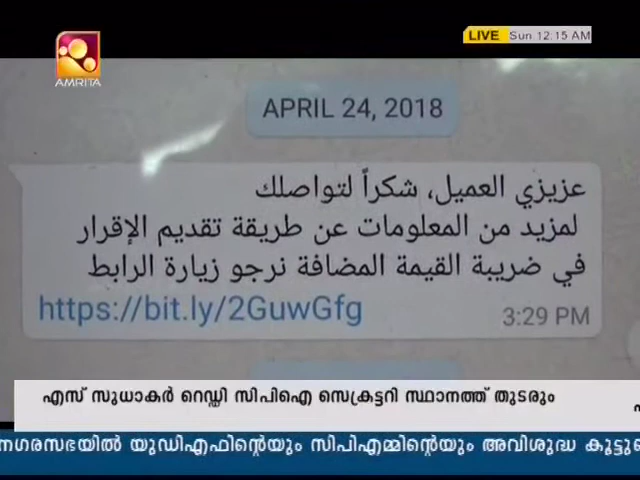 LIVE Sun 12:15 AM
AMRITA
APRIL 24, 2018
عزيزي العميل، شكراً لتواصلك
لمزيد من المعلومات عن طريقة تقديم الإقرار
في ضريبة القيمة المضافة نرجو زيارة الرابط
https://bit.ly/2GuwGfg
3:29 PM
എസ് സുധാകർ റെഡ്ഡി സിപിഐ സെക്രട്ടറി സ്ഥാനത്ത് തുടരും
നഗരസഭയിൽ യുഡിഎഫിന്റെയും സിപിഎമ്മിന്റെയും അവിശുദ്ധ